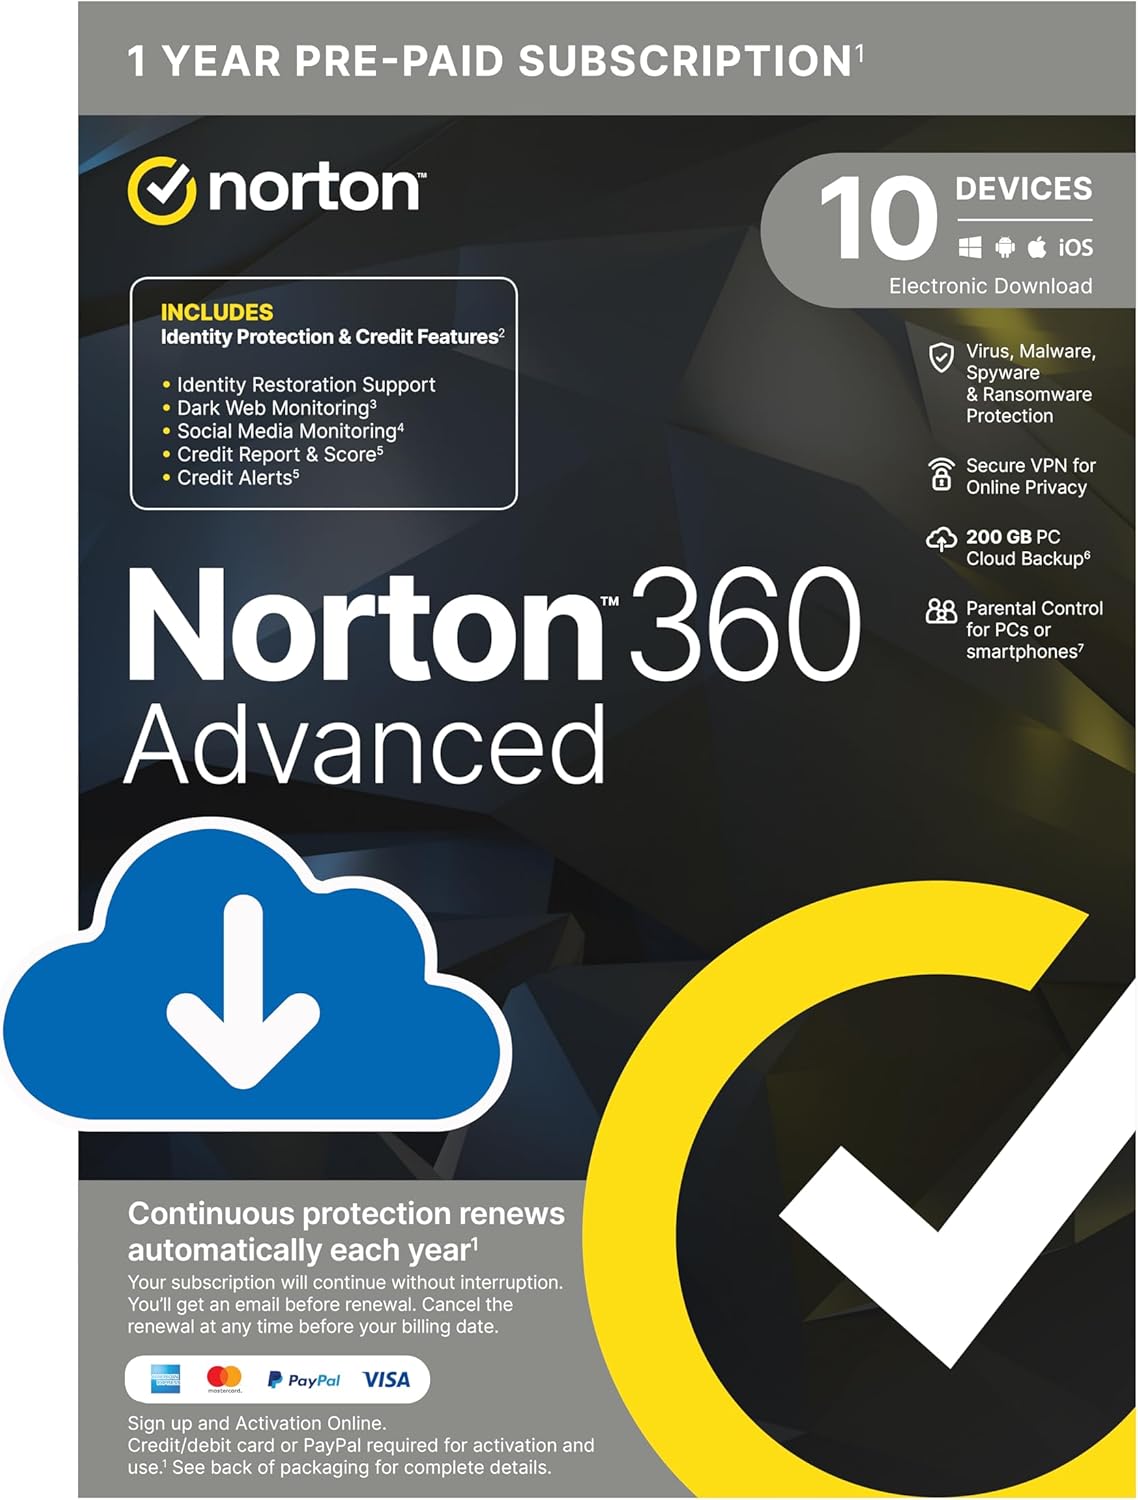 1 YEAR PRE-PAID SUBSCRIPTION¹
norton™
10
DEVICES
iOS
Electronic Download
INCLUDES
Identity Protection & Credit Features²
• Identity Restoration Support
• Dark Web Monitoring³
• Social Media Monitoring⁴
• Credit Report & Score⁵
• Credit Alerts⁵
Virus, Malware,
Spyware
& Ransomware
Protection
Secure VPN for
Online Privacy
200 GB PC
Cloud Backup⁶
Parental Control
for PCs or
smartphones⁷
Norton™ 360
Advanced
Continuous protection renews
automatically each year¹
Your subscription will continue without interruption.
You'll get an email before renewal. Cancel the
renewal at any time before your billing date.
AMERICAN EXPRESS
mastercard.
PayPal
VISA
Sign up and Activation Online.
Credit/debit card or PayPal required for activation and
use.¹ See back of packaging for complete details.